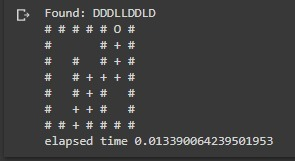 Found: DDDLLDDLD
# # # # # O #
#       # + #
#   #   # + #
#   # + + + #
#   # + #   #
#   + + #   #
# # + # # # #
elapsed time 0.013390064239501953